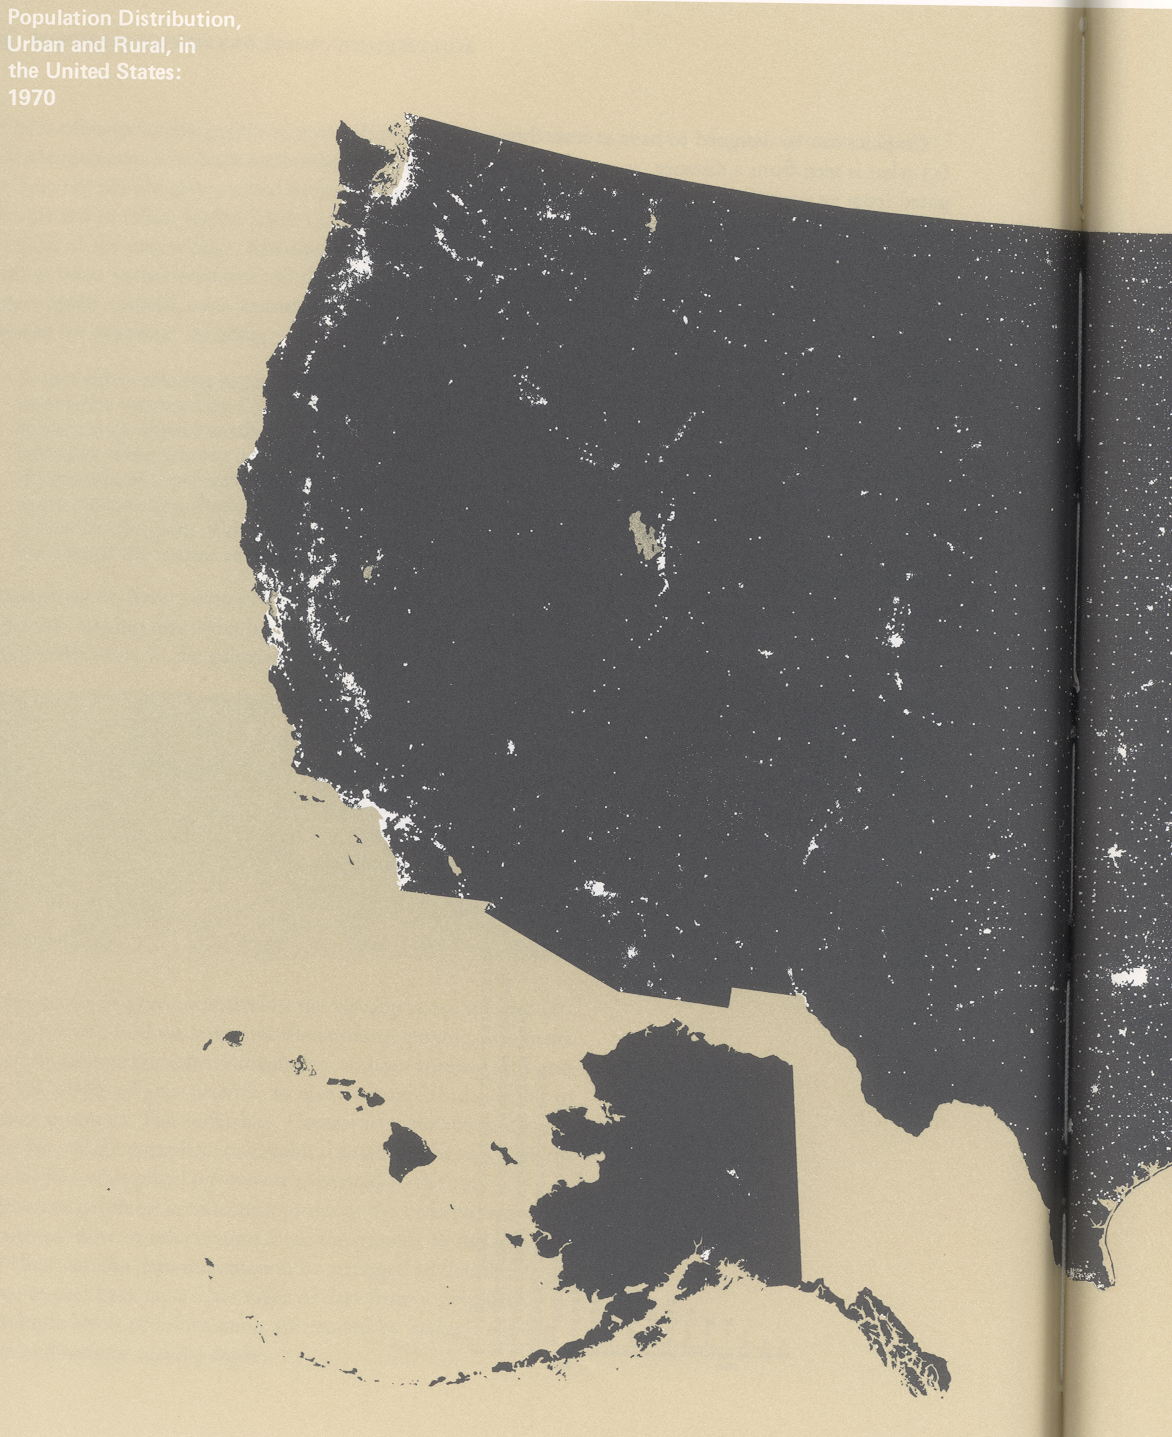 Population Distribution,
Urban and Rural, in
the United States:
1970